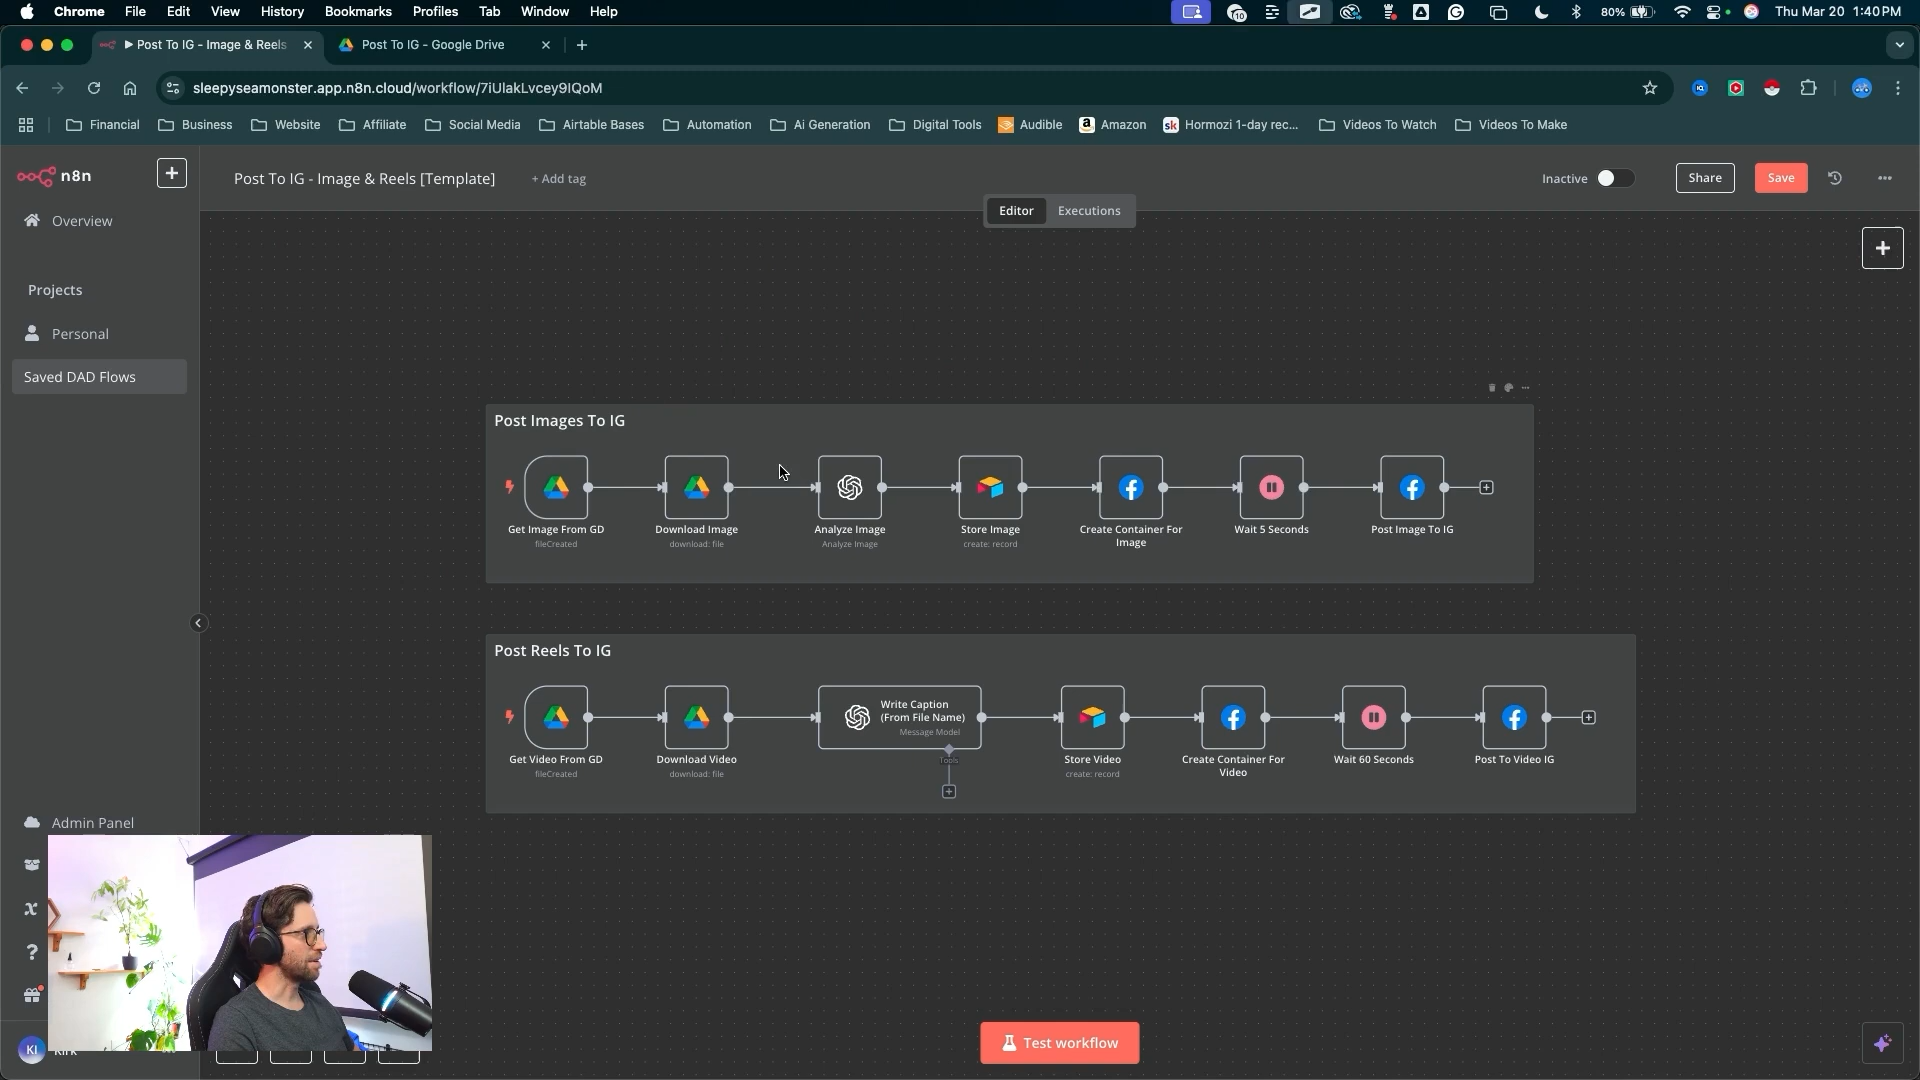 Chrome File Edit View History Bookmarks Profiles Tab Window Help 10 80% Thu Mar 20 1:40 PM
Post To IG - Image & Reels
Post To IG - Google Drive
sleepyseamonster.app.n8n.cloud/workflow/7iUlakLvcey9IQoM
Financial Business Website Affiliate Social Media Airtable Bases Automation Ai Generation Digital Tools Audible Amazon Hormozi 1-day rec... Videos To Watch Videos To Make
n8n
Post To IG - Image & Reels [Template] + Add tag
Inactive Share Save
Editor Executions
Overview
Projects
Personal
Saved DAD Flows
Admin Panel
KI
Post Images To IG
Get Image From GD
fileCreated
Download Image
download: file
Analyze Image
Analyze Image
Store Image
create: record
Create Container For
Image
Wait 5 Seconds
Post Image To IG
Post Reels To IG
Get Video From GD
fileCreated
Download Video
download: file
Write Caption
(From File Name)
Message Model
Tools
Store Video
create: record
Create Container For
Video
Wait 60 Seconds
Post To Video IG
Test workflow